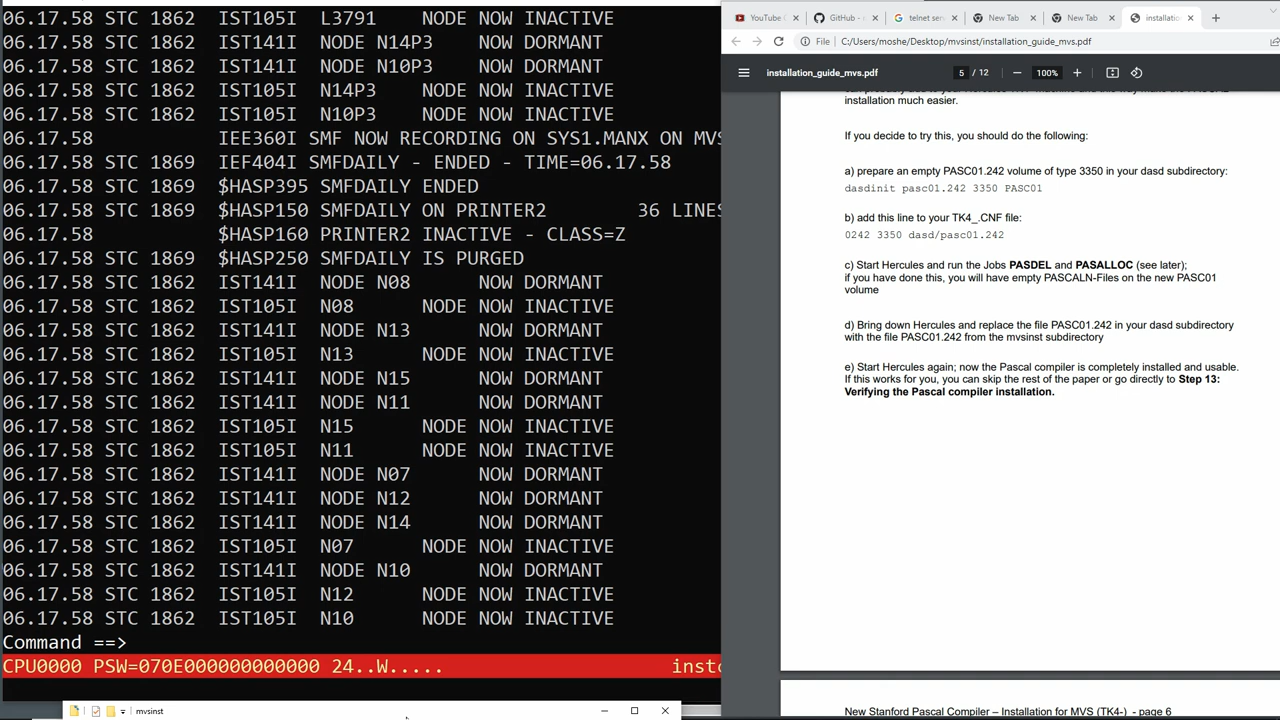 06.17.58 STC 1862 IST105I L3791 NODE NOW INACTIVE
06.17.58 STC 1862 IST141I NODE N14P3 NOW DORMANT
06.17.58 STC 1862 IST141I NODE N10P3 NOW DORMANT
06.17.58 STC 1862 IST105I N14P3 NODE NOW INACTIVE
06.17.58 STC 1862 IST105I N10P3 NODE NOW INACTIVE
06.17.58 IEE360I SMF NOW RECORDING ON SYS1.MANX ON MVS
06.17.58 STC 1869 IEF404I SMFDAILY - ENDED - TIME=06.17.58
06.17.58 STC 1869 $HASP395 SMFDAILY ENDED
06.17.58 STC 1869 $HASP150 SMFDAILY ON PRINTER2 36 LINES
06.17.58 $HASP160 PRINTER2 INACTIVE - CLASS=Z
06.17.58 STC 1869 $HASP250 SMFDAILY IS PURGED
06.17.58 STC 1862 IST141I NODE N08 NOW DORMANT
06.17.58 STC 1862 IST105I N08 NODE NOW INACTIVE
06.17.58 STC 1862 IST141I NODE N13 NOW DORMANT
06.17.58 STC 1862 IST105I N13 NODE NOW INACTIVE
06.17.58 STC 1862 IST141I NODE N15 NOW DORMANT
06.17.58 STC 1862 IST141I NODE N11 NOW DORMANT
06.17.58 STC 1862 IST105I N15 NODE NOW INACTIVE
06.17.58 STC 1862 IST105I N11 NODE NOW INACTIVE
06.17.58 STC 1862 IST141I NODE N07 NOW DORMANT
06.17.58 STC 1862 IST141I NODE N12 NOW DORMANT
06.17.58 STC 1862 IST141I NODE N14 NOW DORMANT
06.17.58 STC 1862 IST105I N07 NODE NOW INACTIVE
06.17.58 STC 1862 IST141I NODE N10 NOW DORMANT
06.17.58 STC 1862 IST105I N12 NODE NOW INACTIVE
06.17.58 STC 1862 IST105I N10 NODE NOW INACTIVE
Command ==>
CPU0000 PSW=070E000000000000 24..W..... instc
mvsinst
YouTube GitHub - telnet ser New Tab New Tab installatio
File C:/Users/moshe/Desktop/mvsinst/installation_guide_mvs.pdf
installation_guide_mvs.pdf 5 / 12 100%
installation much easier.
If you decide to try this, you should do the following:
a) prepare an empty PASC01.242 volume of type 3350 in your dasd subdirectory:
dasdinit pasc01.242 3350 PASC01
b) add this line to your TK4_.CNF file:
0242 3350 dasd/pasc01.242
c) Start Hercules and run the Jobs PASDEL and PASALLOC (see later);
if you have done this, you will have empty PASCALN-Files on the new PASC01
volume
d) Bring down Hercules and replace the file PASC01.242 in your dasd subdirectory
with the file PASC01.242 from the mvsinst subdirectory
e) Start Hercules again; now the Pascal compiler is completely installed and usable.
If this works for you, you can skip the rest of the paper or go directly to Step 13:
Verifying the Pascal compiler installation.
New Stanford Pascal Compiler – Installation for MVS (TK4-) - page 6